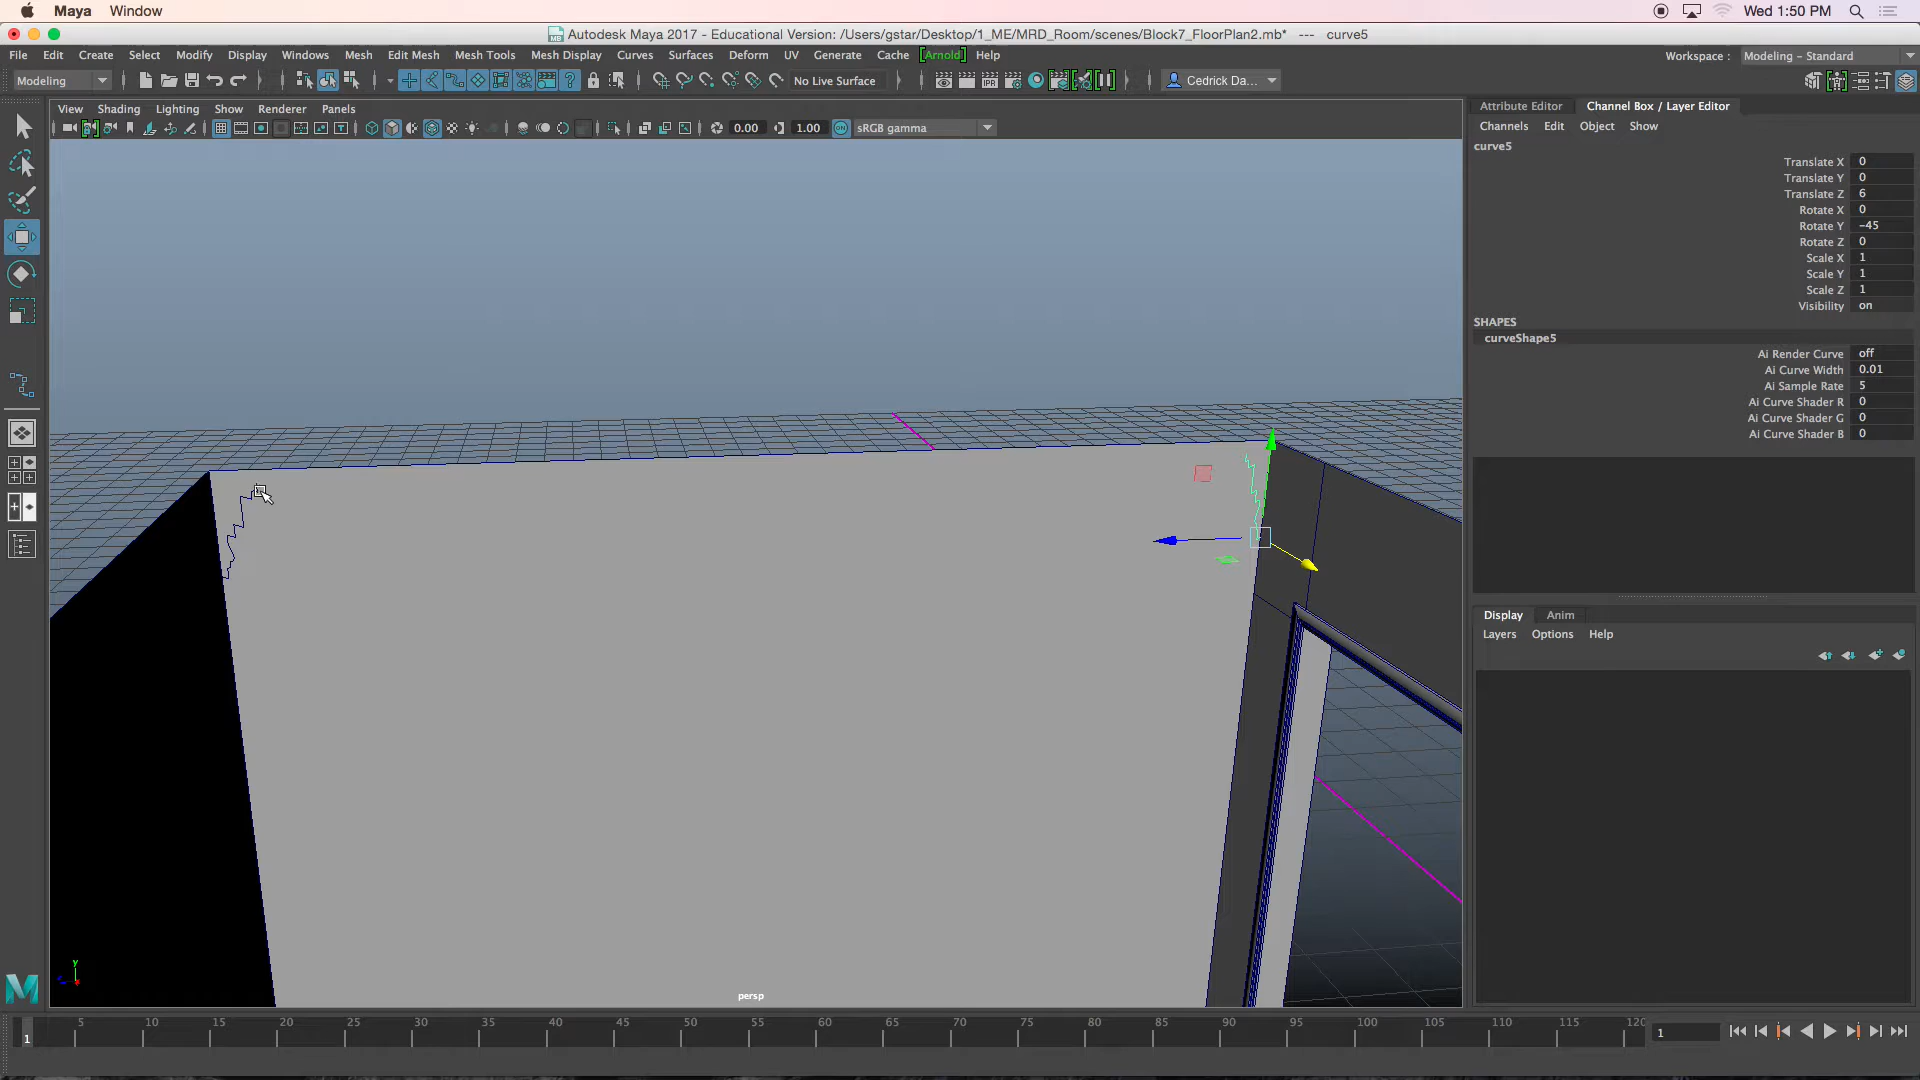 Maya Window Wed 1:50 PM
Autodesk Maya 2017 - Educational Version: /Users/gstar/Desktop/1_ME/MRD_Room/scenes/Block7_FloorPlan2.mb* --- curve5
File Edit Create Select Modify Display Windows Mesh Edit Mesh Mesh Tools Mesh Display Curves Surfaces Deform UV Generate Cache [Arnold] Help Workspace : Modeling - Standard
Modeling No Live Surface Cedrick Da...
View Shading Lighting Show Renderer Panels
0.00 1.00 ON sRGB gamma
Attribute Editor Channel Box / Layer Editor
Channels Edit Object Show
curve5
Translate X 0
Translate Y 0
Translate Z 6
Rotate X 0
Rotate Y -45
Rotate Z 0
Scale X 1
Scale Y 1
Scale Z 1
Visibility on
SHAPES
curveShape5
Ai Render Curve off
Ai Curve Width 0.01
Ai Sample Rate 5
Ai Curve Shader R 0
Ai Curve Shader G 0
Ai Curve Shader B 0
Display Anim
Layers Options Help
y
persp
5 10 15 20 25 30 35 40 45 50 55 60 65 70 75 80 85 90 95 100 105 110 115 120
1 1